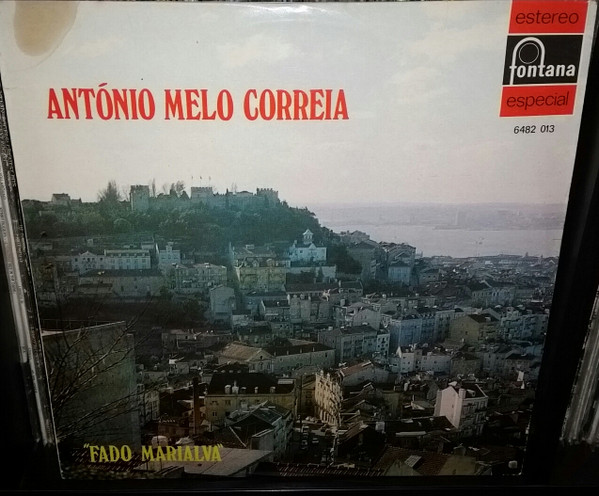 estereo
fontana
especial
6482 013
ANTÓNIO MELO CORREIA
"FADO MARIALVA"